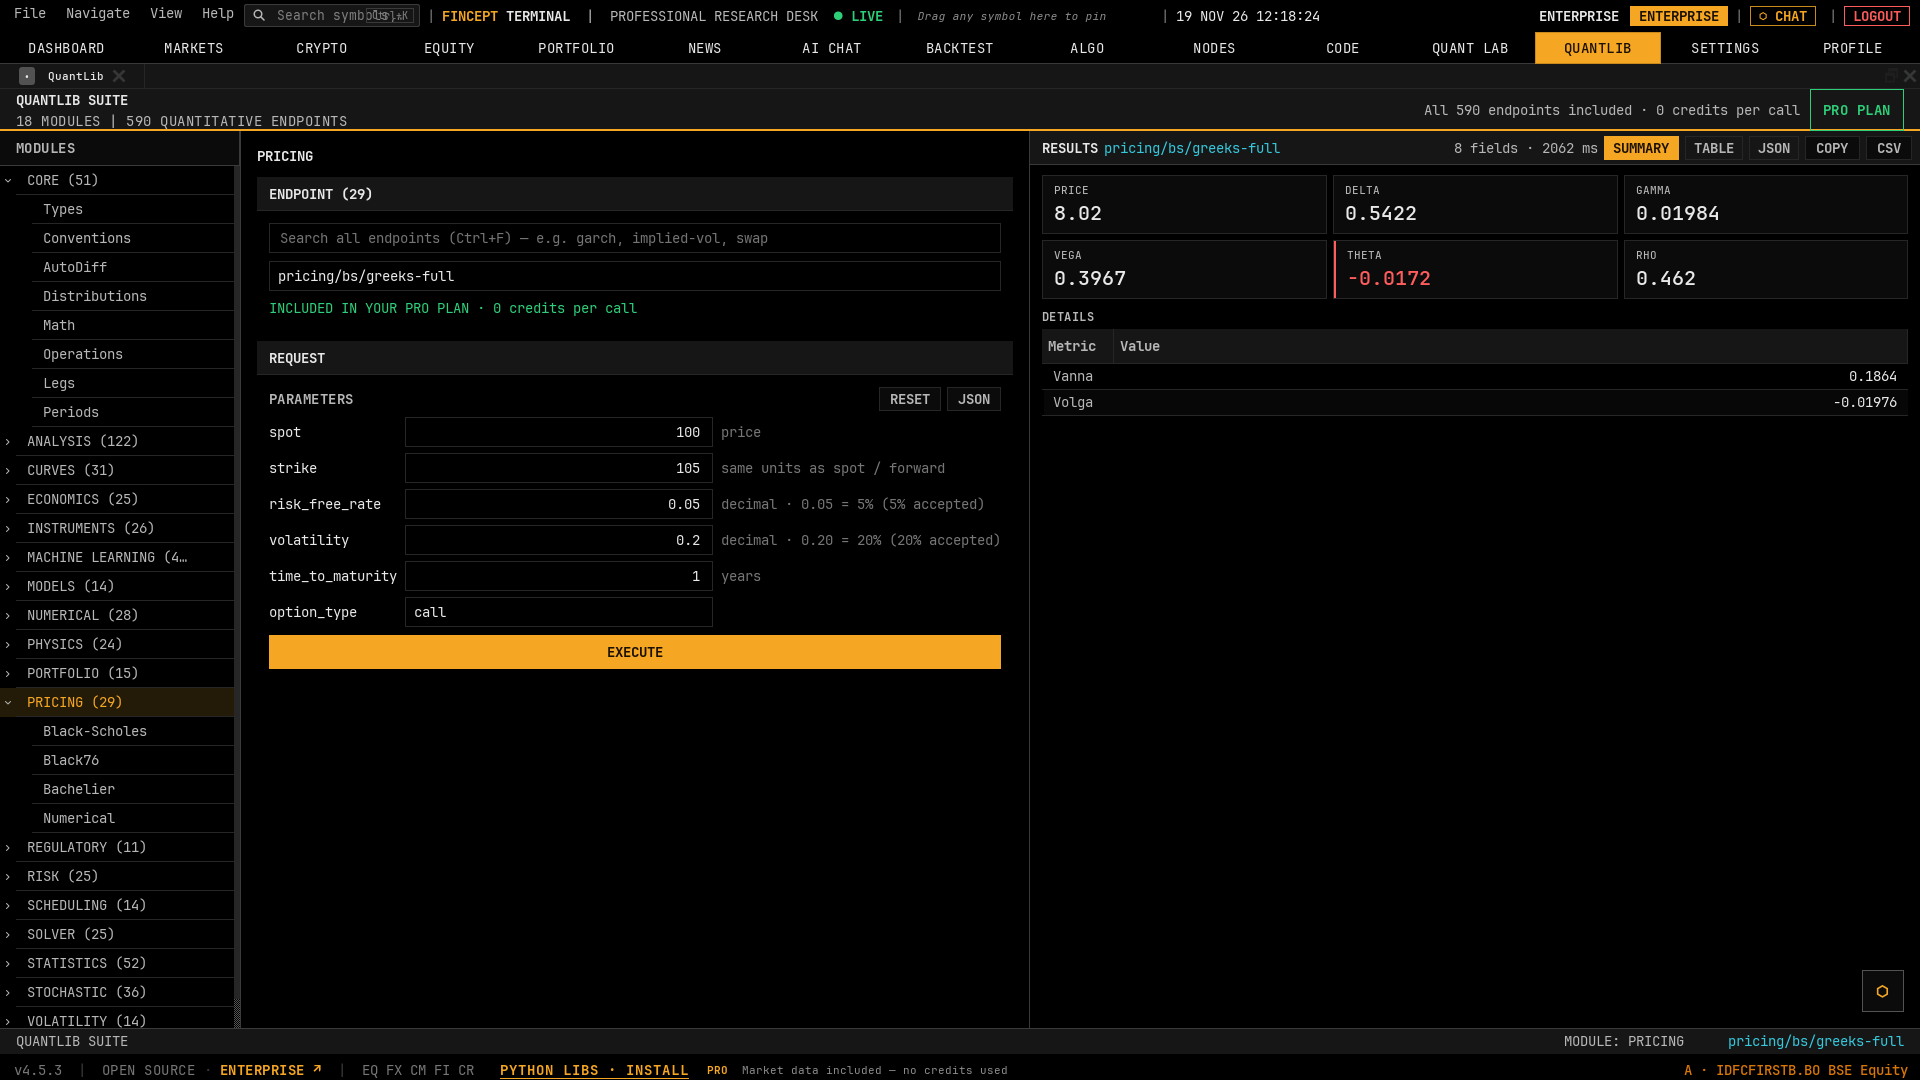 File Navigate View Help Search symbols… Ctrl+K | FINCEPT TERMINAL | PROFESSIONAL RESEARCH DESK ● LIVE | Drag any symbol here to pin | 19 NOV 26 12:18:24 ENTERPRISE ENTERPRISE | CHAT | LOGOUT
DASHBOARD MARKETS CRYPTO EQUITY PORTFOLIO NEWS AI CHAT BACKTEST ALGO NODES CODE QUANT LAB QUANTLIB SETTINGS PROFILE
QuantLib
QUANTLIB SUITE
18 MODULES | 590 QUANTITATIVE ENDPOINTS
All 590 endpoints included · 0 credits per call PRO PLAN
MODULES
CORE (51)
Types
Conventions
AutoDiff
Distributions
Math
Operations
Legs
Periods
ANALYSIS (122)
CURVES (31)
ECONOMICS (25)
INSTRUMENTS (26)
MACHINE LEARNING (4…
MODELS (14)
NUMERICAL (28)
PHYSICS (24)
PORTFOLIO (15)
PRICING (29)
Black-Scholes
Black76
Bachelier
Numerical
REGULATORY (11)
RISK (25)
SCHEDULING (14)
SOLVER (25)
STATISTICS (52)
STOCHASTIC (36)
VOLATILITY (14)
PRICING
ENDPOINT (29)
Search all endpoints (Ctrl+F) — e.g. garch, implied-vol, swap
pricing/bs/greeks-full
INCLUDED IN YOUR PRO PLAN · 0 credits per call
REQUEST
PARAMETERS RESET JSON
spot 100 price
strike 105 same units as spot / forward
risk_free_rate 0.05 decimal · 0.05 = 5% (5% accepted)
volatility 0.2 decimal · 0.20 = 20% (20% accepted)
time_to_maturity 1 years
option_type call
EXECUTE
RESULTS pricing/bs/greeks-full 8 fields · 2062 ms SUMMARY TABLE JSON COPY CSV
PRICE DELTA GAMMA
8.02 0.5422 0.01984
VEGA THETA RHO
0.3967 -0.0172 0.462
DETAILS
Metric Value
Vanna 0.1864
Volga -0.01976
QUANTLIB SUITE MODULE: PRICING pricing/bs/greeks-full
v4.5.3 | OPEN SOURCE · ENTERPRISE ↗ | EQ FX CM FI CR PYTHON LIBS · INSTALL PRO Market data included — no credits used A · IDFCFIRSTB.BO BSE Equity